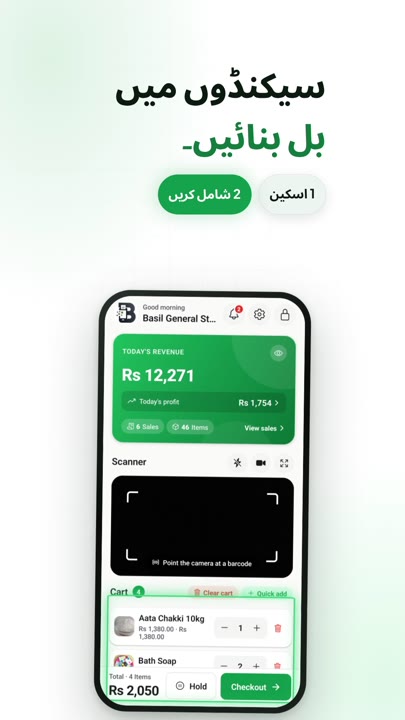 سیکنڈوں میں
بل بنائیں۔
1 اسکین
2 شامل کریں
Good morning
Basil General St...
2
TODAY'S REVENUE
Rs 12,271
Today's profit
Rs 1,754
6 Sales
46 Items
View sales
Scanner
Point the camera at a barcode
Cart 4
Clear cart
+ Quick add
Aata Chakki 10kg
Rs 1,380.00 · Rs
1,380.00
− 1 +
Bath Soap
− 2 +
Total · 4 Items
Rs 2,050
Hold
Checkout →